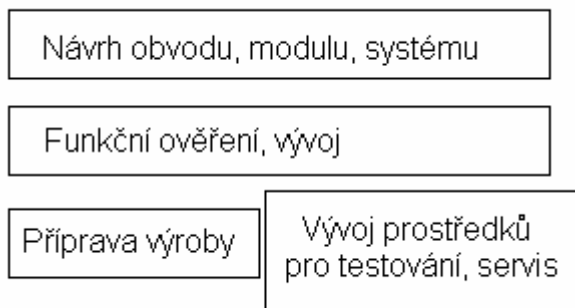 Návrh obvodu, modulu, systému
Funkční ověření, vývoj
Příprava výroby
Vývoj prostředků
pro testování, servis